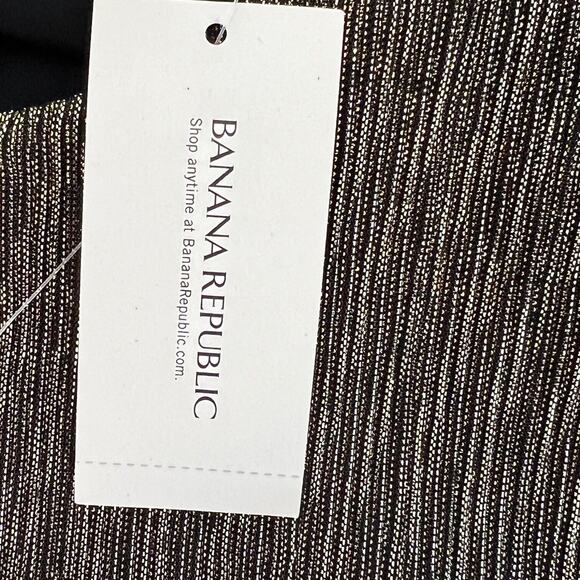 BANANA REPUBLIC
Shop anytime at BananaRepublic.com.